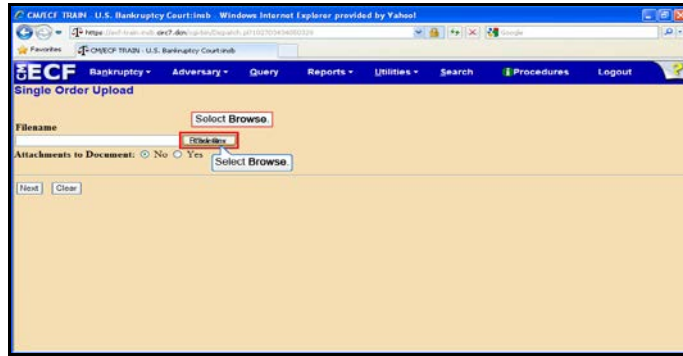 CM/ECF TRAIN - U.S. Bankruptcy Court:insb - Windows Internet Explorer provided by Yahoo!
Google
Favorites CM/ECF TRAIN - U.S. Bankruptcy Court:insb
ECF Bankruptcy Adversary Query Reports Utilities Search Procedures Logout ?
Single Order Upload
Soloct Browse.
Filename
Attachments to Document: No Yes
Select Browse.
Next Clear